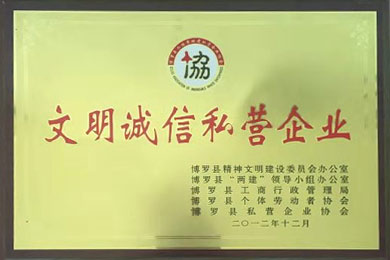 协
文明诚信私营企业
博罗县精神文明建设委员会办公室
博罗县“两建”领导小组办公室
博罗县工商行政管理局
博罗县个体劳动者协会
博罗县私营企业协会
二〇一二年十二月